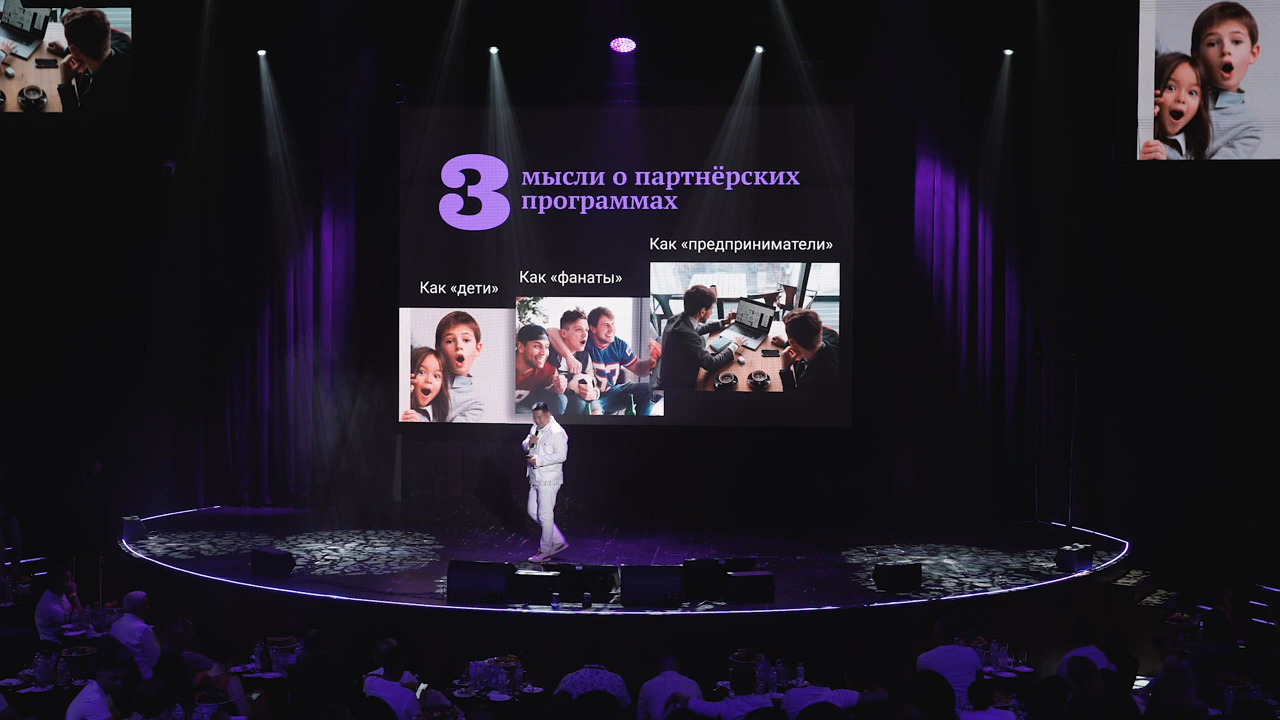 3 мысли о партнёрских
программах
Как «дети»
Как «фанаты»
Как «предприниматели»